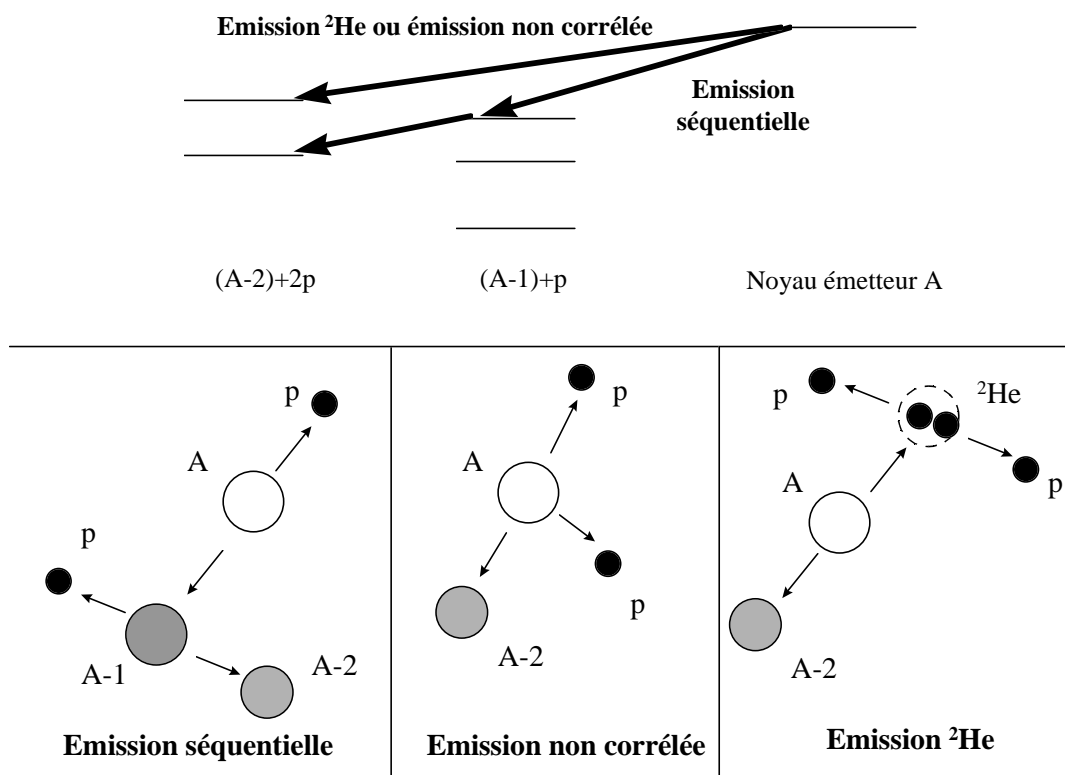 Emission ²He ou émission non corrélée
Emission
séquentielle
(A-2)+2p
(A-1)+p
Noyau émetteur A
p
A
p
A-1
A-2
Emission séquentielle
p
A
p
A-2
Emission non corrélée
p
²He
A
p
A-2
Emission ²He